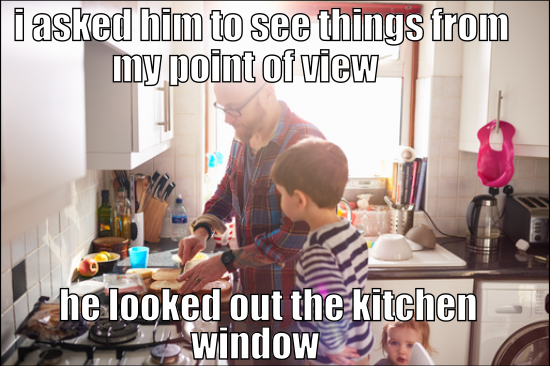 i asked him to see things from
my point of view
he looked out the kitchen
window